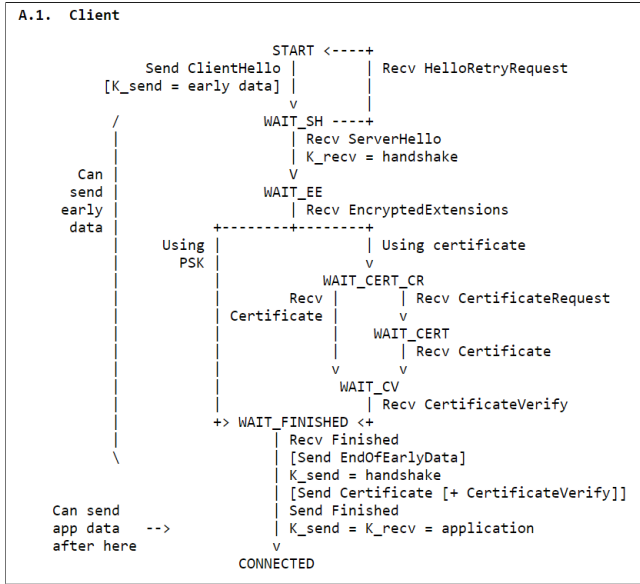 A.1. Client
START <----+
Send ClientHello | | Recv HelloRetryRequest
[K_send = early data] | |
v |
/ WAIT_SH ----+
| | Recv ServerHello
| | K_recv = handshake
Can | V
send | WAIT_EE
early | | Recv EncryptedExtensions
data | +--------+--------+
| Using | | Using certificate
| PSK | v
| | WAIT_CERT_CR
| | Recv | | Recv CertificateRequest
| | Certificate | v
| | | WAIT_CERT
| | | | Recv Certificate
| | v v
| | WAIT_CV
| | | Recv CertificateVerify
| +> WAIT_FINISHED <+
| | Recv Finished
\ | [Send EndOfEarlyData]
| K_send = handshake
| [Send Certificate [+ CertificateVerify]]
Can send | Send Finished
app data --> | K_send = K_recv = application
after here v
CONNECTED